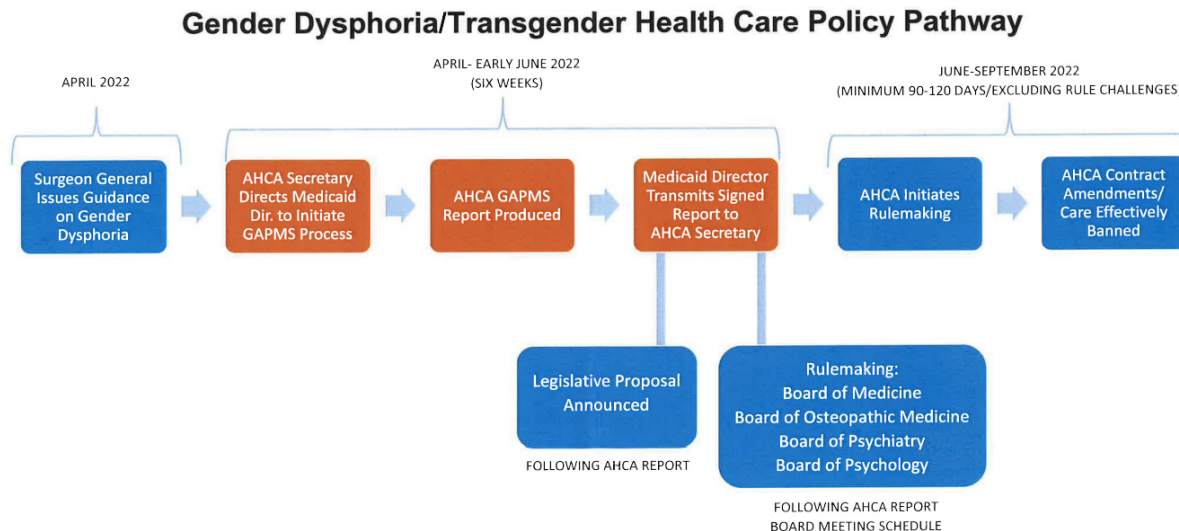 Gender Dysphoria/Transgender Health Care Policy Pathway
APRIL 2022
APRIL- EARLY JUNE 2022
(SIX WEEKS)
JUNE-SEPTEMBER 2022
(MINIMUM 90-120 DAYS/EXCLUDING RULE CHALLENGES)
Surgeon General
Issues Guidance
on Gender
Dysphoria
AHCA Secretary
Directs Medicaid
Dir. to Initiate
GAPMS Process
AHCA GAPMS
Report Produced
Medicaid Director
Transmits Signed
Report to
AHCA Secretary
AHCA Initiates
Rulemaking
AHCA Contract
Amendments/
Care Effectively
Banned
Legislative Proposal
Announced
FOLLOWING AHCA REPORT
Rulemaking:
Board of Medicine
Board of Osteopathic Medicine
Board of Psychiatry
Board of Psychology
FOLLOWING AHCA REPORT
BOARD MEETING SCHEDULE